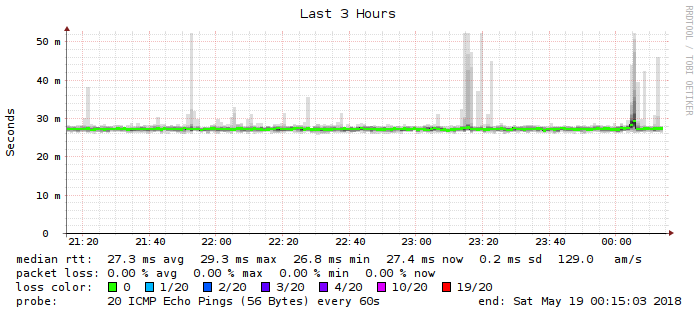 Last 3 Hours
RRDTOOL / TOBI OETIKER
Seconds
50 m
40 m
30 m
20 m
10 m
0
21:20 21:40 22:00 22:20 22:40 23:00 23:20 23:40 00:00
median rtt: 27.3 ms avg 29.3 ms max 26.8 ms min 27.4 ms now 0.2 ms sd 129.0 am/s
packet loss: 0.00 % avg 0.00 % max 0.00 % min 0.00 % now
loss color: 0 1/20 2/20 3/20 4/20 10/20 19/20
probe: 20 ICMP Echo Pings (56 Bytes) every 60s end: Sat May 19 00:15:03 2018